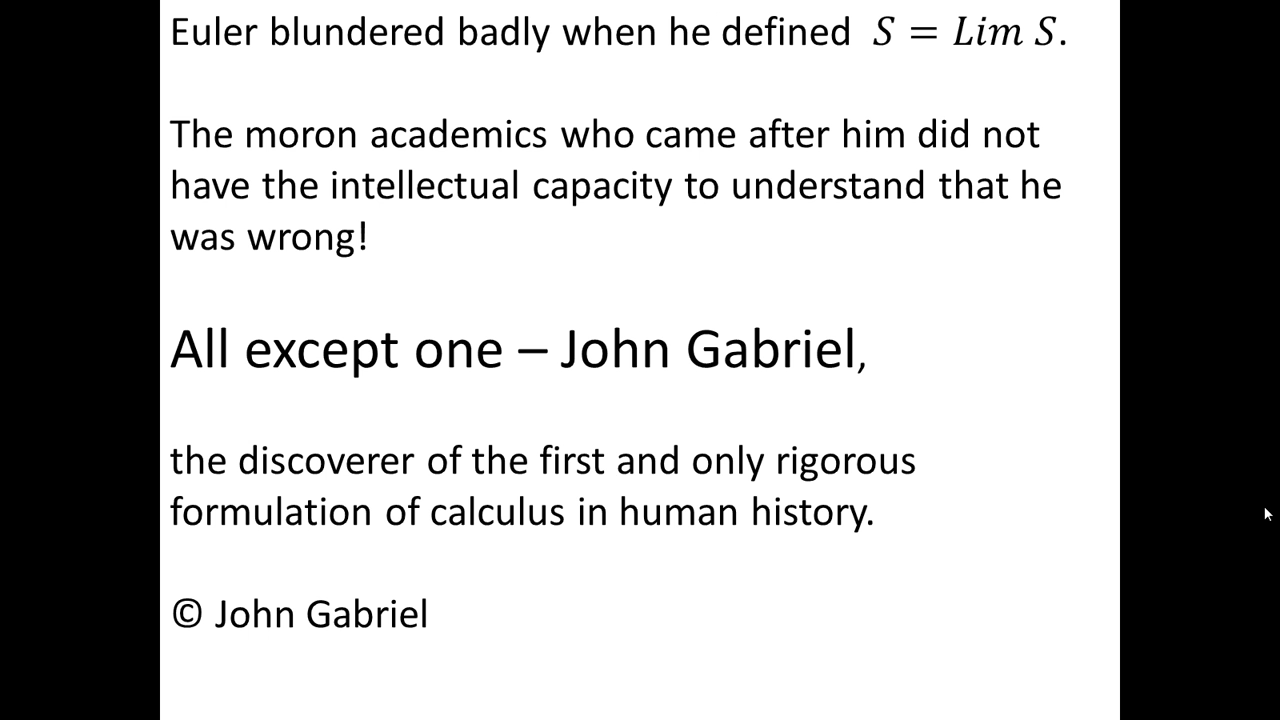 Euler blundered badly when he defined S = Lim S.
The moron academics who came after him did not
have the intellectual capacity to understand that he
was wrong!
All except one – John Gabriel,
the discoverer of the first and only rigorous
formulation of calculus in human history.
© John Gabriel